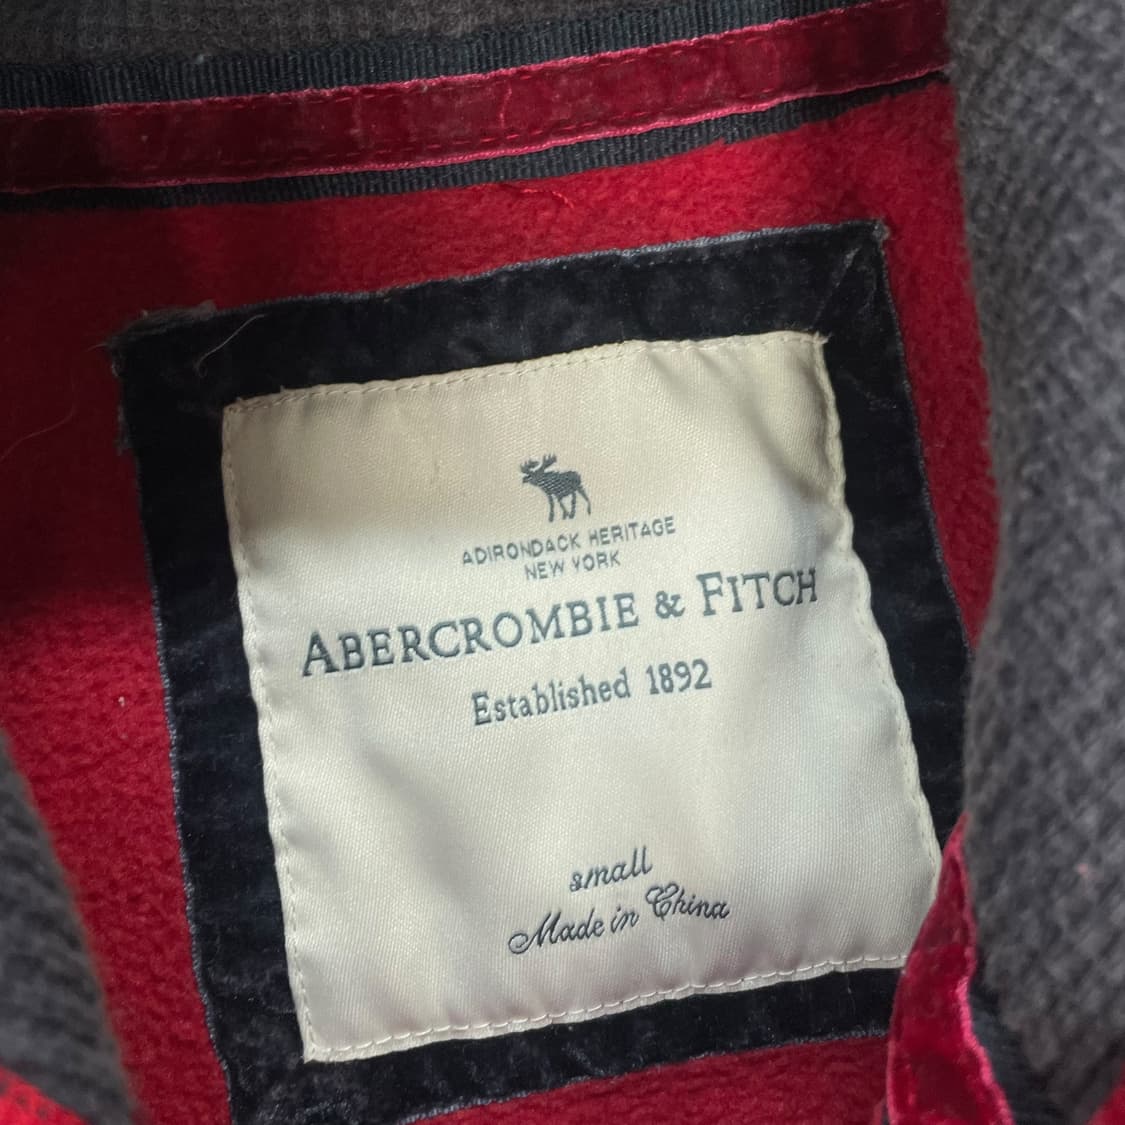 ADIRONDACK HERITAGE
NEW YORK
ABERCROMBIE & FITCH
Established 1892
small
Made in China